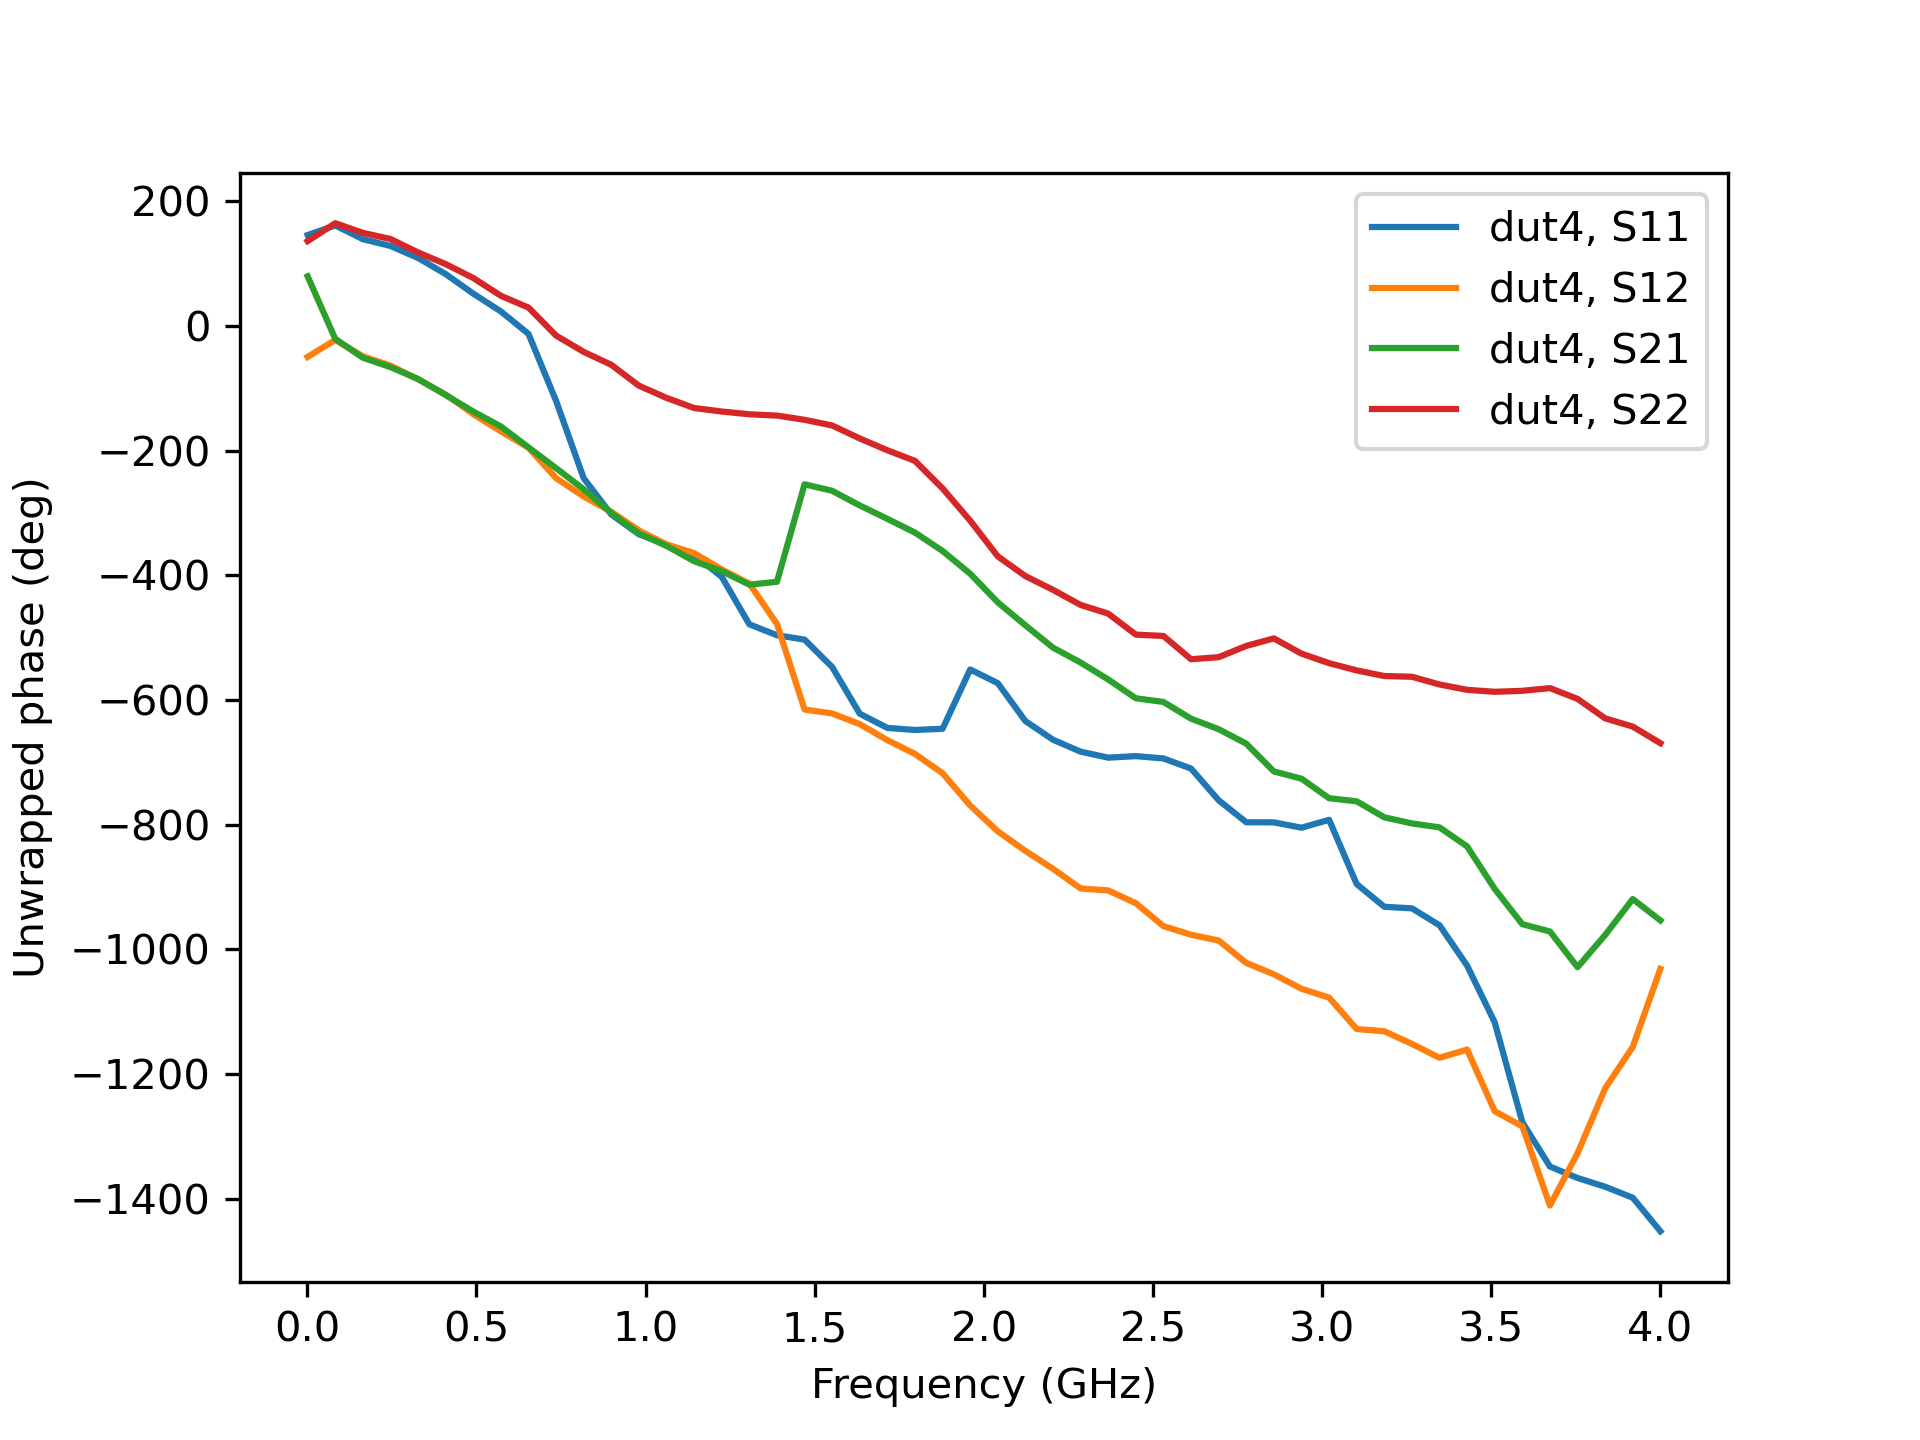 dut4, S11
dut4, S12
dut4, S21
dut4, S22
Unwrapped phase (deg)
200
0
−200
−400
−600
−800
−1000
−1200
−1400
0.0 0.5 1.0 1.5 2.0 2.5 3.0 3.5 4.0
Frequency (GHz)